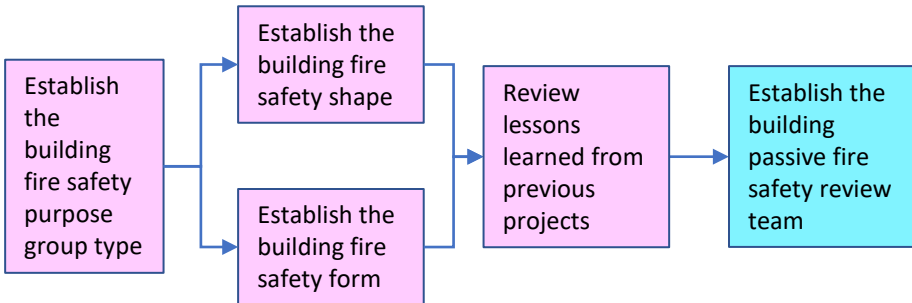 Establish
the
building
fire safety
purpose
group type
Establish the
building fire
safety shape
Establish the
building fire
safety form
Review
lessons
learned from
previous
projects
Establish the
building
passive fire
safety review
team